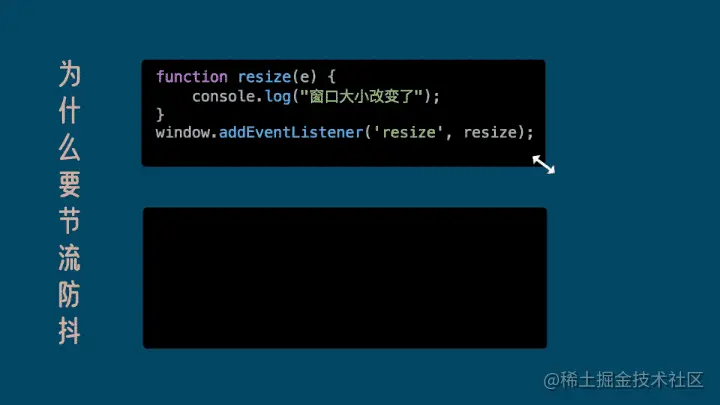 为什么要节流防抖
function resize(e) {
    console.log("窗口大小改变了");
}
window.addEventListener('resize', resize);
@稀土掘金技术社区